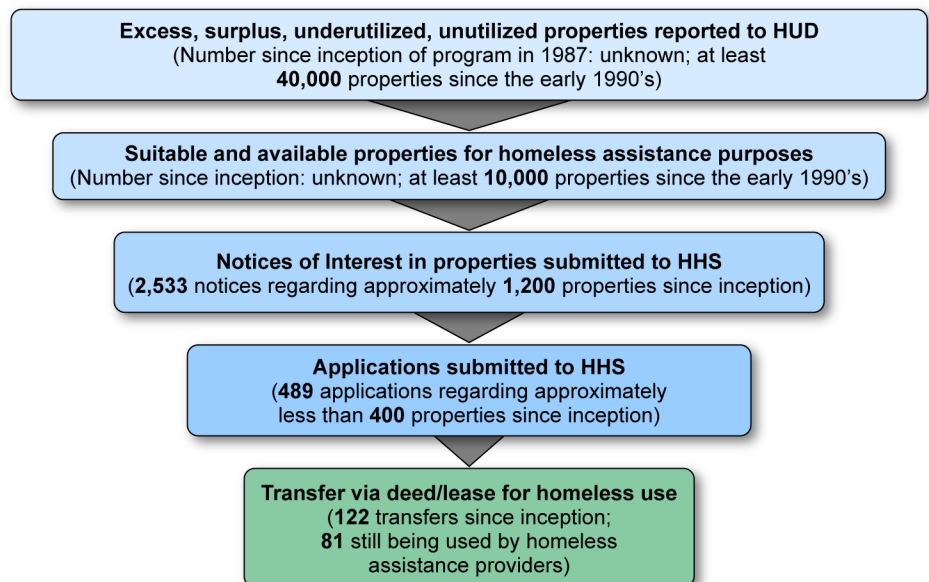 Excess, surplus, underutilized, unutilized properties reported to HUD
(Number since inception of program in 1987: unknown; at least
40,000 properties since the early 1990's)
Suitable and available properties for homeless assistance purposes
(Number since inception: unknown; at least 10,000 properties since the early 1990's)
Notices of Interest in properties submitted to HHS
(2,533 notices regarding approximately 1,200 properties since inception)
Applications submitted to HHS
(489 applications regarding approximately
less than 400 properties since inception)
Transfer via deed/lease for homeless use
(122 transfers since inception;
81 still being used by homeless
assistance providers)